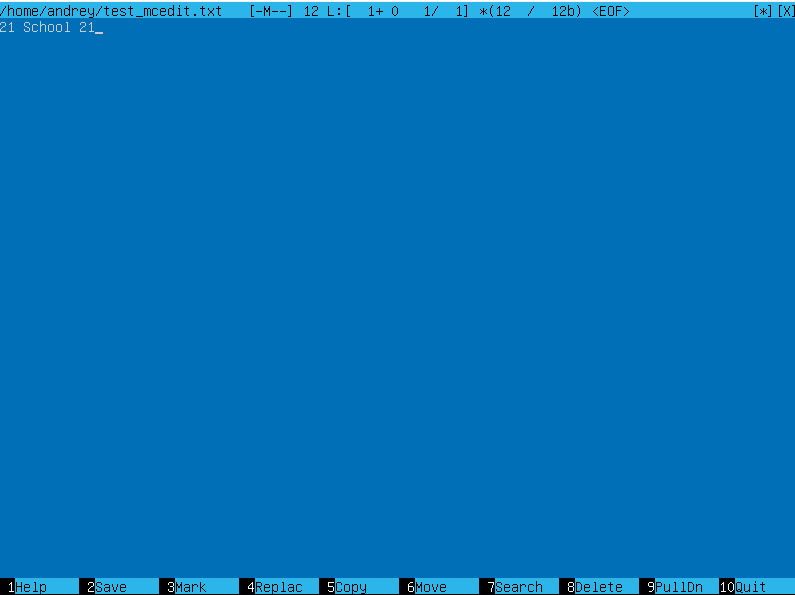 /home/andrey/test_mcedit.txt [-M--] 12 L:[ 1+ 0 1/ 1] *(12 / 12b) <EOF> [*][X]
21 School 21_
1Help 2Save 3Mark 4Replac 5Copy 6Move 7Search 8Delete 9PullDn 10Quit